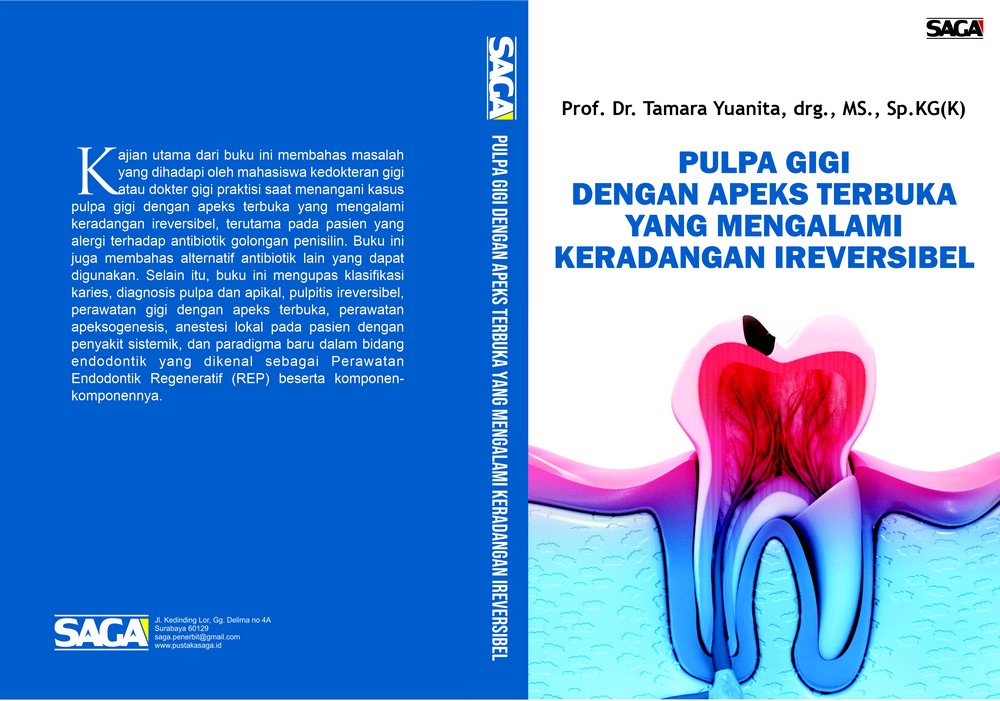 Kajian utama dari buku ini membahas masalah
yang dihadapi oleh mahasiswa kedokteran gigi
atau dokter gigi praktisi saat menangani kasus
pulpa gigi dengan apeks terbuka yang mengalami
keradangan ireversibel, terutama pada pasien yang
alergi terhadap antibiotik golongan penisilin. Buku ini
juga membahas alternatif antibiotik lain yang dapat
digunakan. Selain itu, buku ini mengupas klasifikasi
karies, diagnosis pulpa dan apikal, pulpitis ireversibel,
perawatan gigi dengan apeks terbuka, perawatan
apeksogenesis, anestesi lokal pada pasien dengan
penyakit sistemik, dan paradigma baru dalam bidang
endodontik yang dikenal sebagai Perawatan
Endodontik Regeneratif (REP) beserta komponen-
komponennya.
SAGA
Jl. Kedinding Lor, Gg. Delima no 4A
Surabaya 60129
saga.penerbit@gmail.com
www.pustakasaga.id
SAGA
PULPA GIGI DENGAN APEKS TERBUKA YANG MENGALAMI KERADANGAN IREVERSIBEL
SAGA
Prof. Dr. Tamara Yuanita, drg., MS., Sp.KG(K)
PULPA GIGI
DENGAN APEKS TERBUKA
YANG MENGALAMI
KERADANGAN IREVERSIBEL